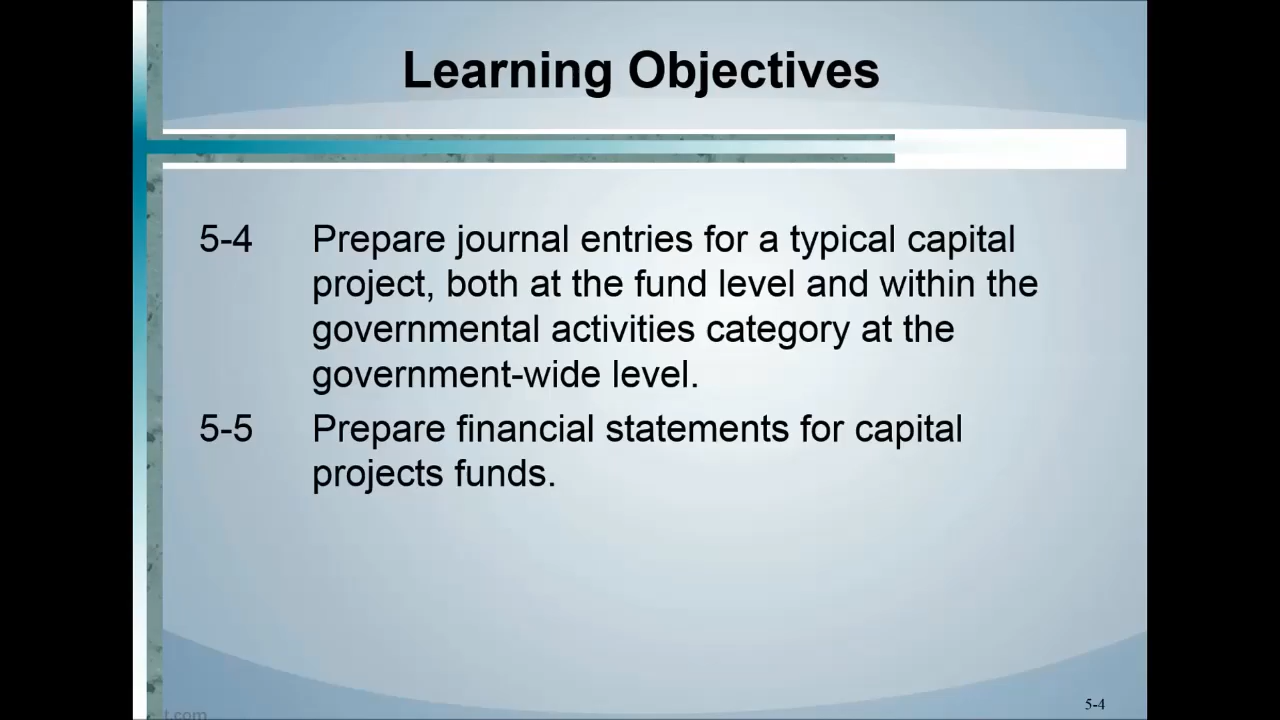 Learning Objectives
5-4 Prepare journal entries for a typical capital
project, both at the fund level and within the
governmental activities category at the
government-wide level.
5-5 Prepare financial statements for capital
projects funds.
5-4
t.com